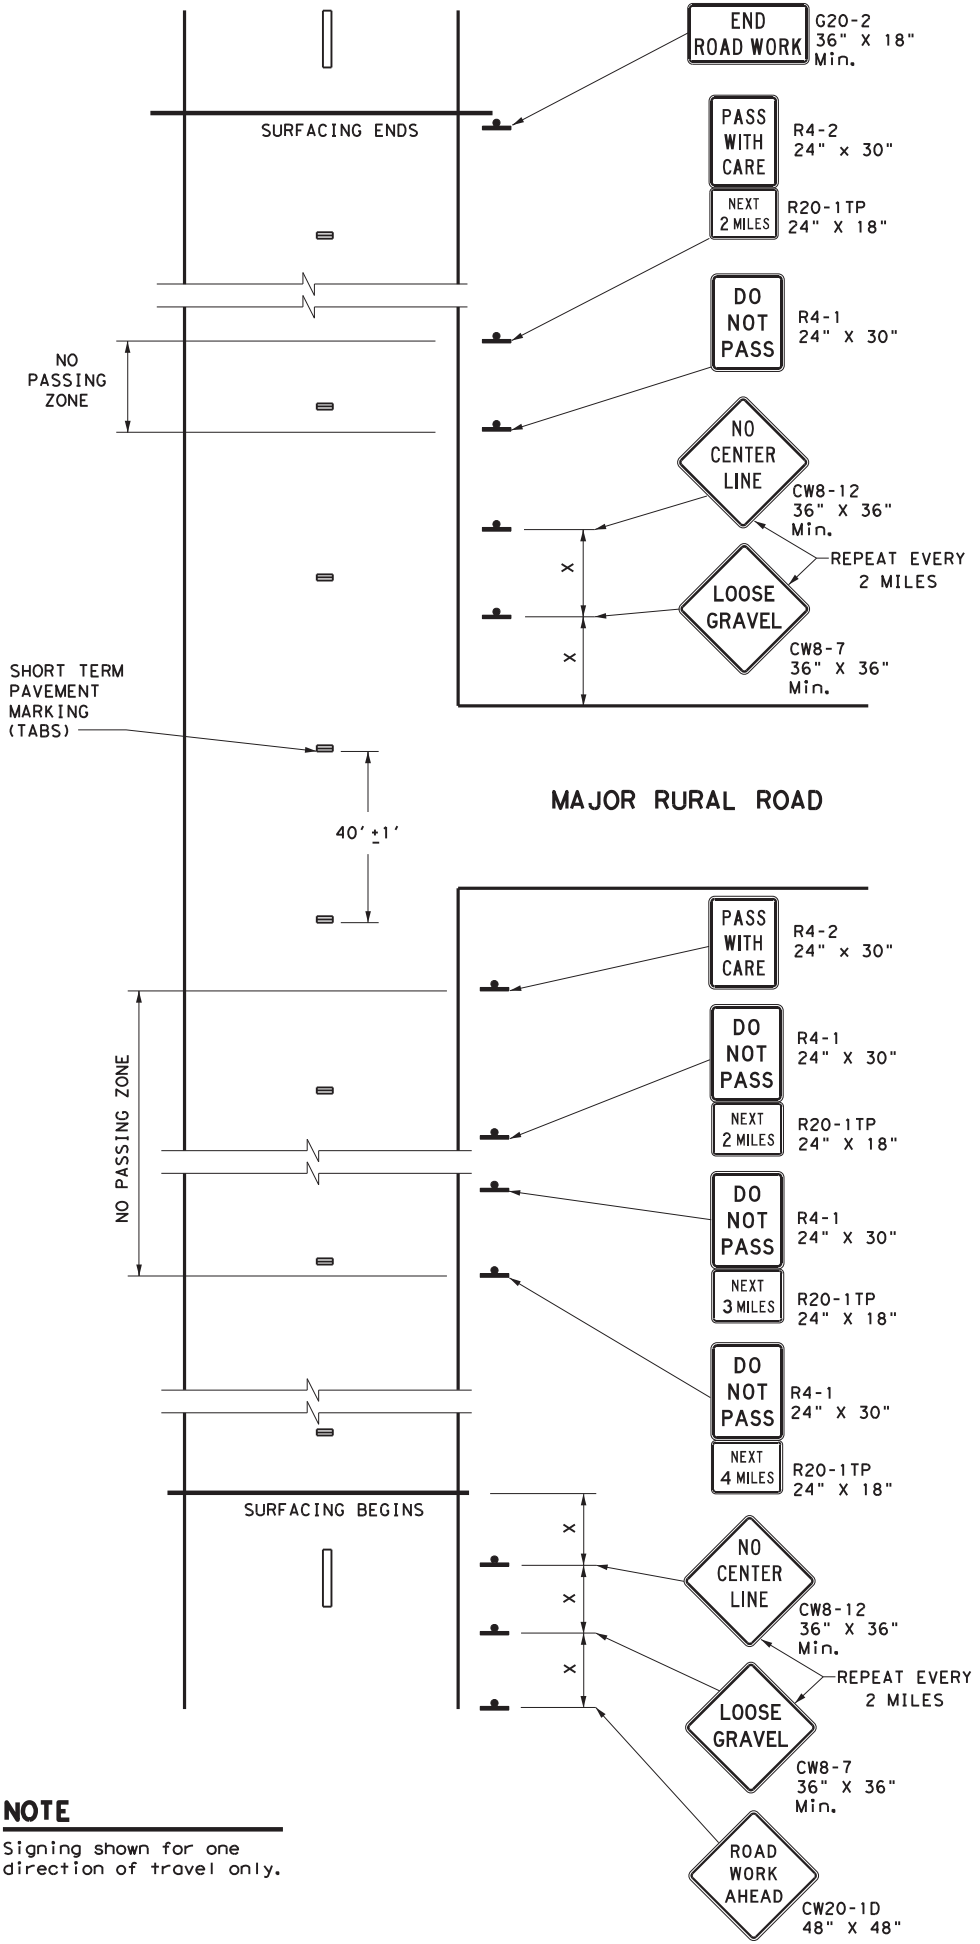 END
ROAD WORK
G20-2
36" X 18"
Min.
SURFACING ENDS
PASS
WITH
CARE
R4-2
24" x 30"
NEXT
2 MILES
R20-1TP
24" X 18"
DO
NOT
PASS
R4-1
24" X 30"
NO
PASSING
ZONE
NO
CENTER
LINE
CW8-12
36" X 36"
Min.
REPEAT EVERY
2 MILES
X
LOOSE
GRAVEL
CW8-7
36" X 36"
Min.
X
SHORT TERM
PAVEMENT
MARKING
(TABS)
MAJOR RURAL ROAD
40' ±1'
PASS
WITH
CARE
R4-2
24" x 30"
DO
NOT
PASS
R4-1
24" X 30"
NEXT
2 MILES
R20-1TP
24" X 18"
NO PASSING ZONE
DO
NOT
PASS
R4-1
24" X 30"
NEXT
3 MILES
R20-1TP
24" X 18"
DO
NOT
PASS
R4-1
24" X 30"
NEXT
4 MILES
R20-1TP
24" X 18"
SURFACING BEGINS
X
NO
CENTER
LINE
CW8-12
36" X 36"
Min.
X
REPEAT EVERY
2 MILES
X
LOOSE
GRAVEL
CW8-7
36" X 36"
Min.
NOTE
Signing shown for one
direction of travel only.
ROAD
WORK
AHEAD
CW20-1D
48" X 48"